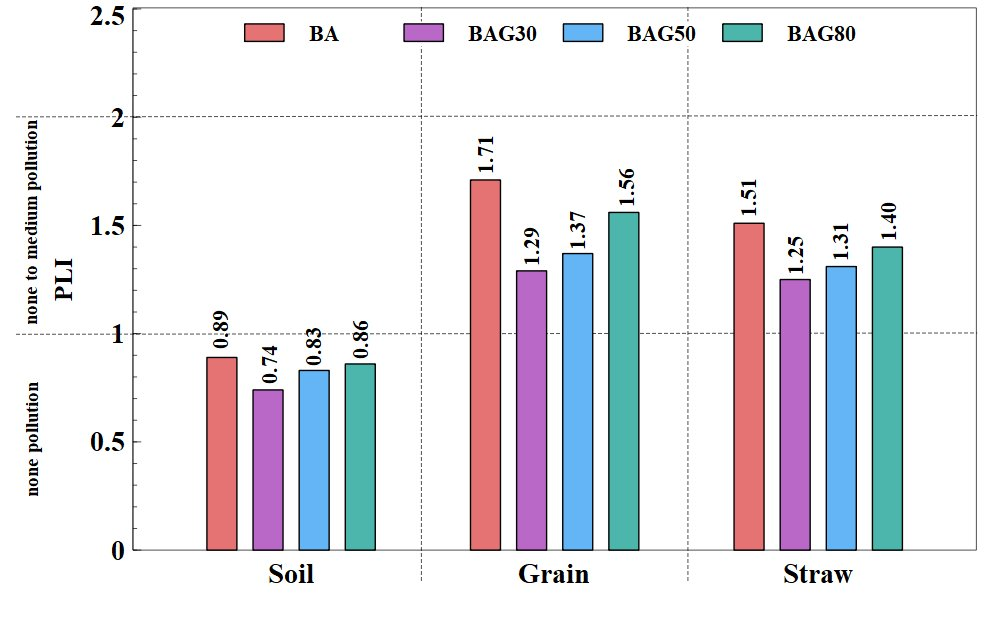 BA BAG30 BAG50 BAG80
2.5
2
1.5
1
0.5
0
PLI
none to medium pollution
none pollution
0.89 0.74 0.83 0.86
1.71 1.29 1.37 1.56
1.51 1.25 1.31 1.40
Soil Grain Straw